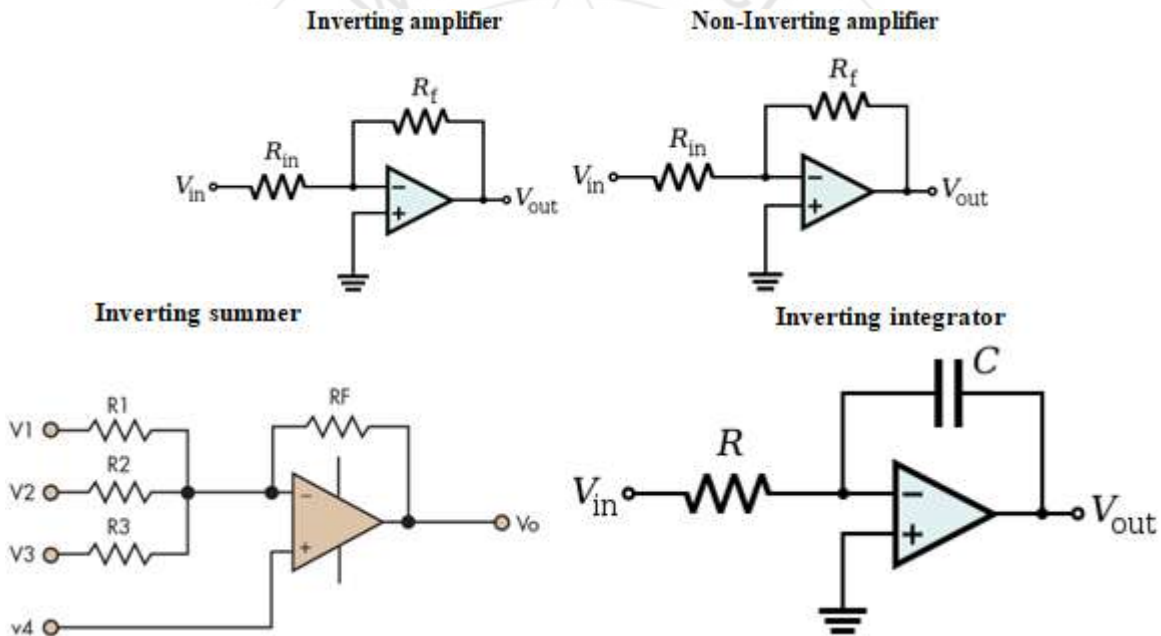 Inverting amplifier
Non-Inverting amplifier
Rf
Rin
Vin
−
+
Vout
Rf
Rin
Vin
−
+
Vout
Inverting summer
Inverting integrator
R1
RF
V1
R2
V2
R3
V3
−
+
Vo
v4
C
R
Vin
−
+
Vout